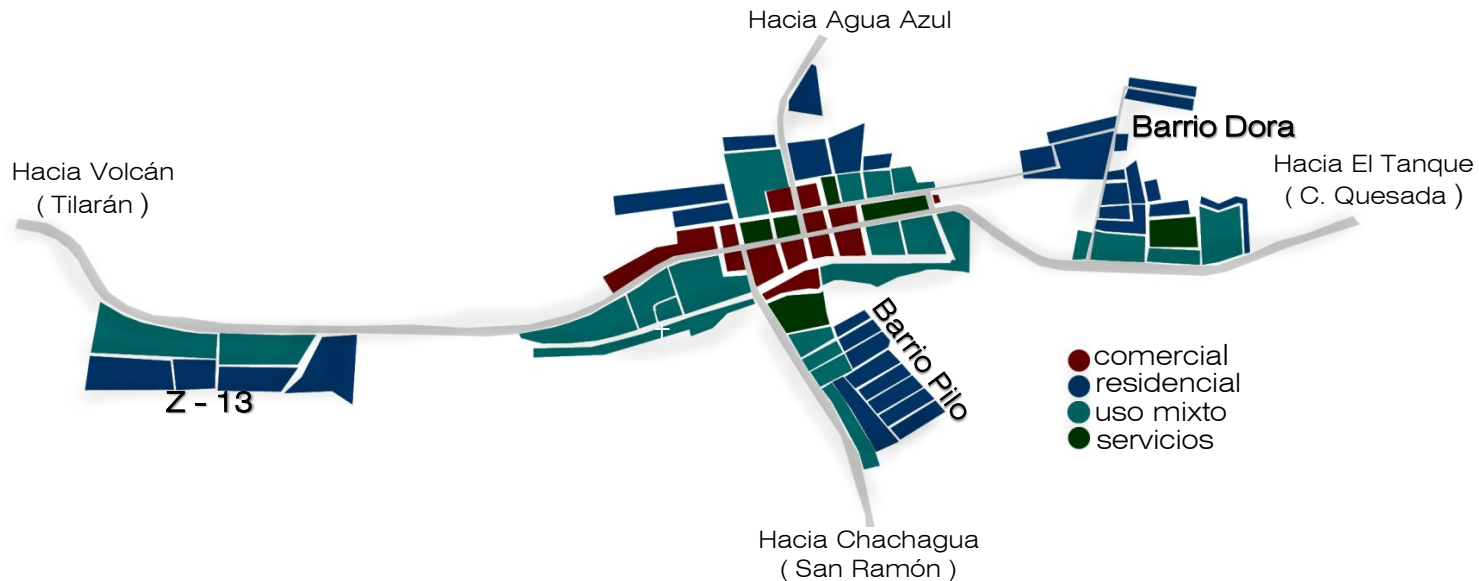 Hacia Agua Azul
Barrio Dora
Hacia Volcán
( Tilarán )
Hacia El Tanque
( C. Quesada )
Barrio Pilo
Z - 13
comercial
residencial
uso mixto
servicios
Hacia Chachagua
( San Ramón )